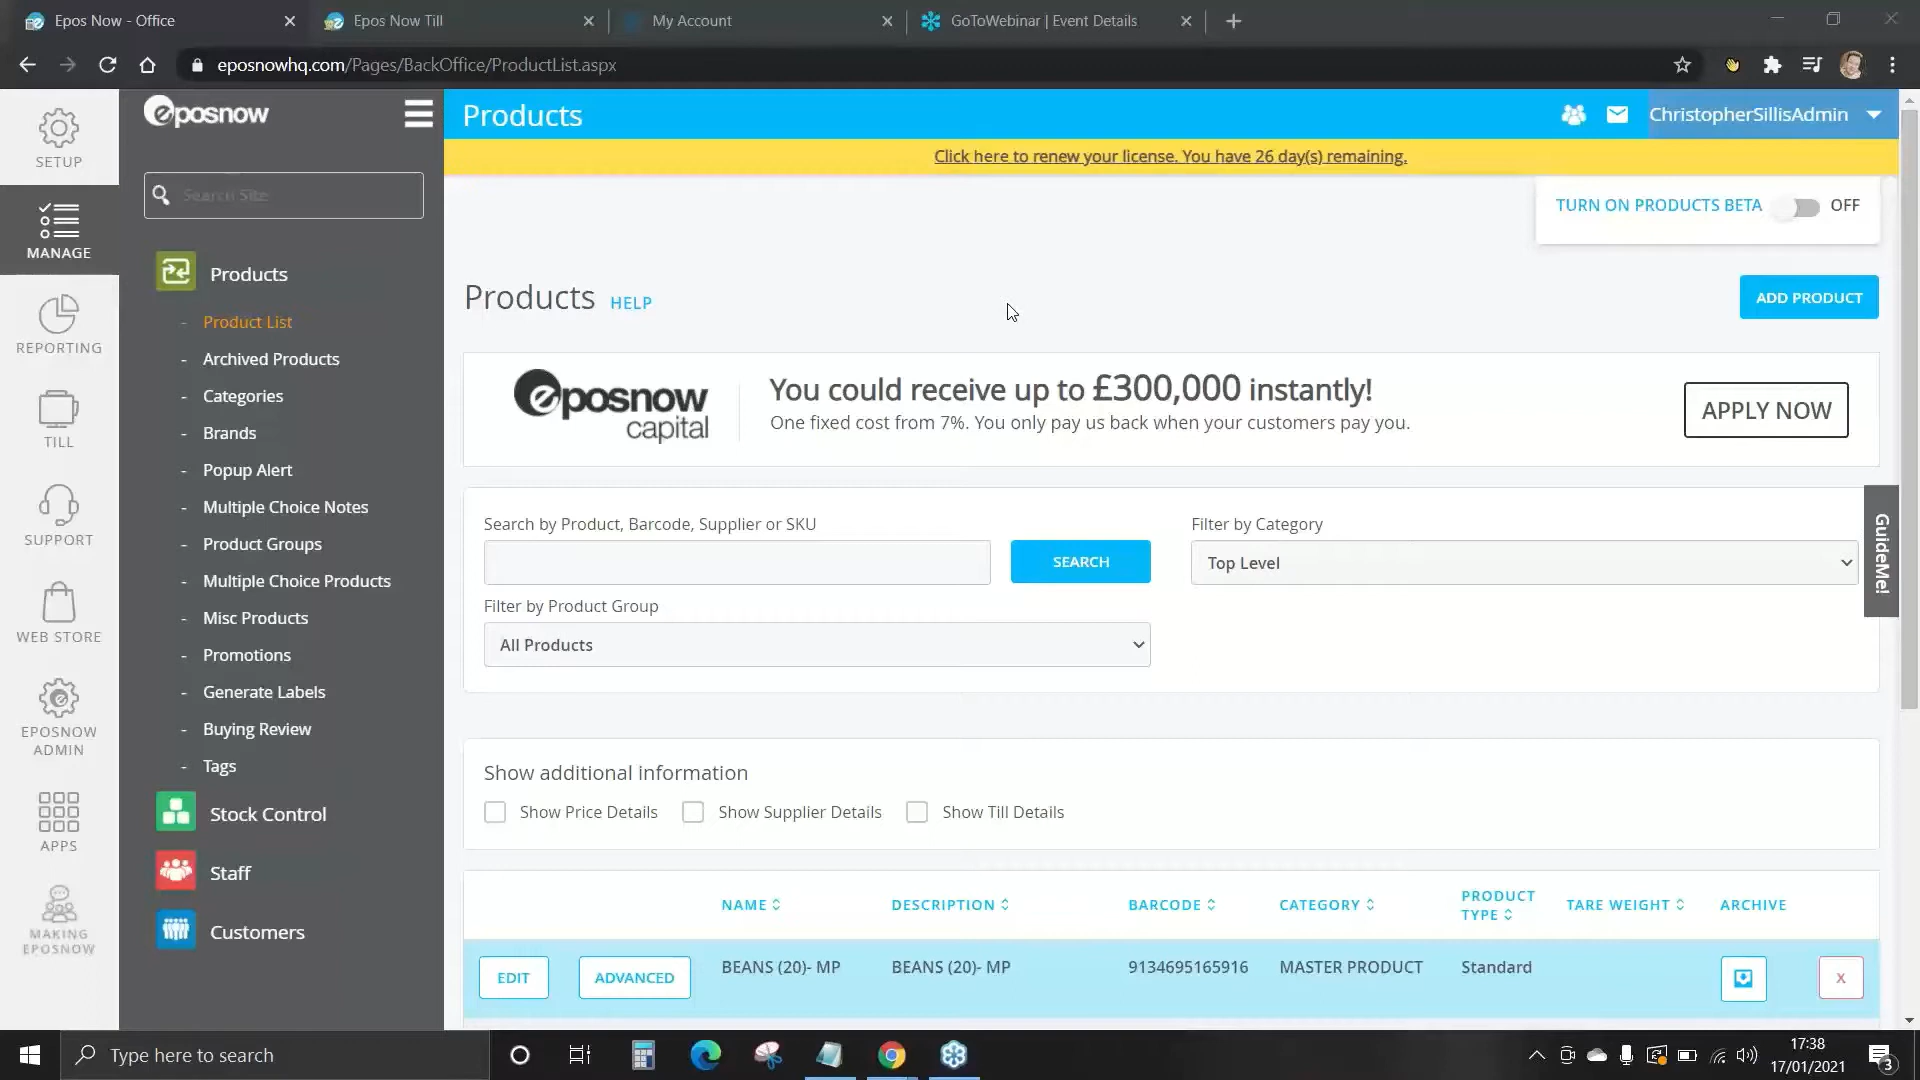 Epos Now - Office
Epos Now Till
My Account
GoToWebinar | Event Details
eposnowhq.com/Pages/BackOffice/ProductList.aspx
SETUP
MANAGE
REPORTING
TILL
SUPPORT
WEB STORE
EPOSNOW
ADMIN
APPS
MAKING
EPOSNOW
eposnow
Search Site
Products
- Product List
- Archived Products
- Categories
- Brands
- Popup Alert
- Multiple Choice Notes
- Product Groups
- Multiple Choice Products
- Misc Products
- Promotions
- Generate Labels
- Buying Review
- Tags
Stock Control
Staff
Customers
Products
ChristopherSillisAdmin
Click here to renew your license. You have 26 day(s) remaining.
TURN ON PRODUCTS BETA OFF
Products HELP
ADD PRODUCT
eposnow
capital
You could receive up to £300,000 instantly!
One fixed cost from 7%. You only pay us back when your customers pay you.
APPLY NOW
Search by Product, Barcode, Supplier or SKU
SEARCH
Filter by Category
Top Level
Filter by Product Group
All Products
GuideMe!
Show additional information
Show Price Details Show Supplier Details Show Till Details
NAME DESCRIPTION BARCODE CATEGORY PRODUCT TYPE TARE WEIGHT ARCHIVE
EDIT ADVANCED BEANS (20)- MP BEANS (20)- MP 9134695165916 MASTER PRODUCT Standard X
Type here to search
17:38
17/01/2021
3